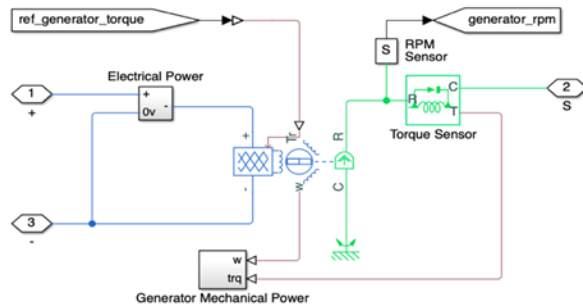 ref_generator_torque
generator_rpm
S
RPM
Sensor
Electrical Power
1
+
+
0v
-
R
C
T
2
S
Torque Sensor
+
Tr
R
-
w
C
3
-
w
trq
Generator Mechanical Power